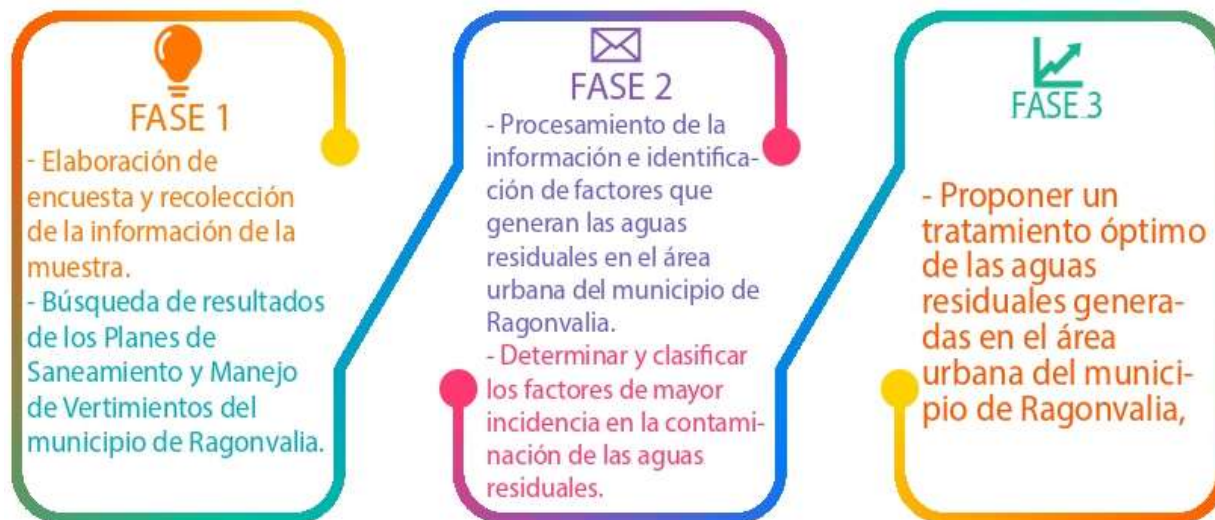 FASE 1
- Elaboración de
encuesta y recolección
de la información de la
muestra.
- Búsqueda de resultados
de los Planes de
Saneamiento y Manejo
de Vertimientos del
municipio de Ragonvalia.
FASE 2
- Procesamiento de la
información e identifica-
ción de factores que
generan las aguas
residuales en el área
urbana del municipio de
Ragonvalia.
- Determinar y clasificar
los factores de mayor
incidencia en la contami-
nación de las aguas
residuales.
FASE 3
- Proponer un
tratamiento óptimo
de las aguas
residuales genera-
das en el área
urbana del munici-
pio de Ragonvalia,